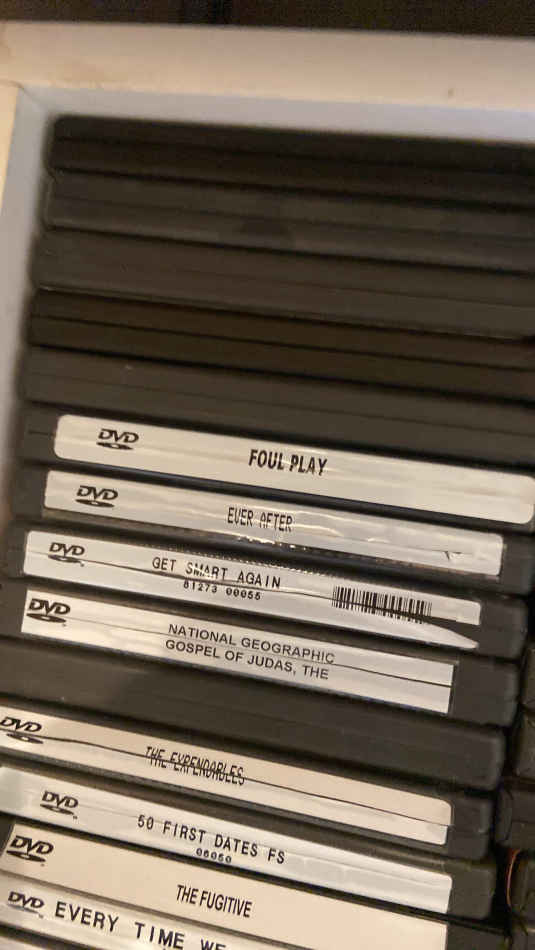 DVD
FOUL PLAY
DVD
EVER AFTER
DVD
GET SMART AGAIN
81273 00055
DVD
NATIONAL GEOGRAPHIC
GOSPEL OF JUDAS, THE
DVD
THE EXPENDABLES
DVD
50 FIRST DATES FS
06050
DVD
THE FUGITIVE
DVD
EVERY TIME WE